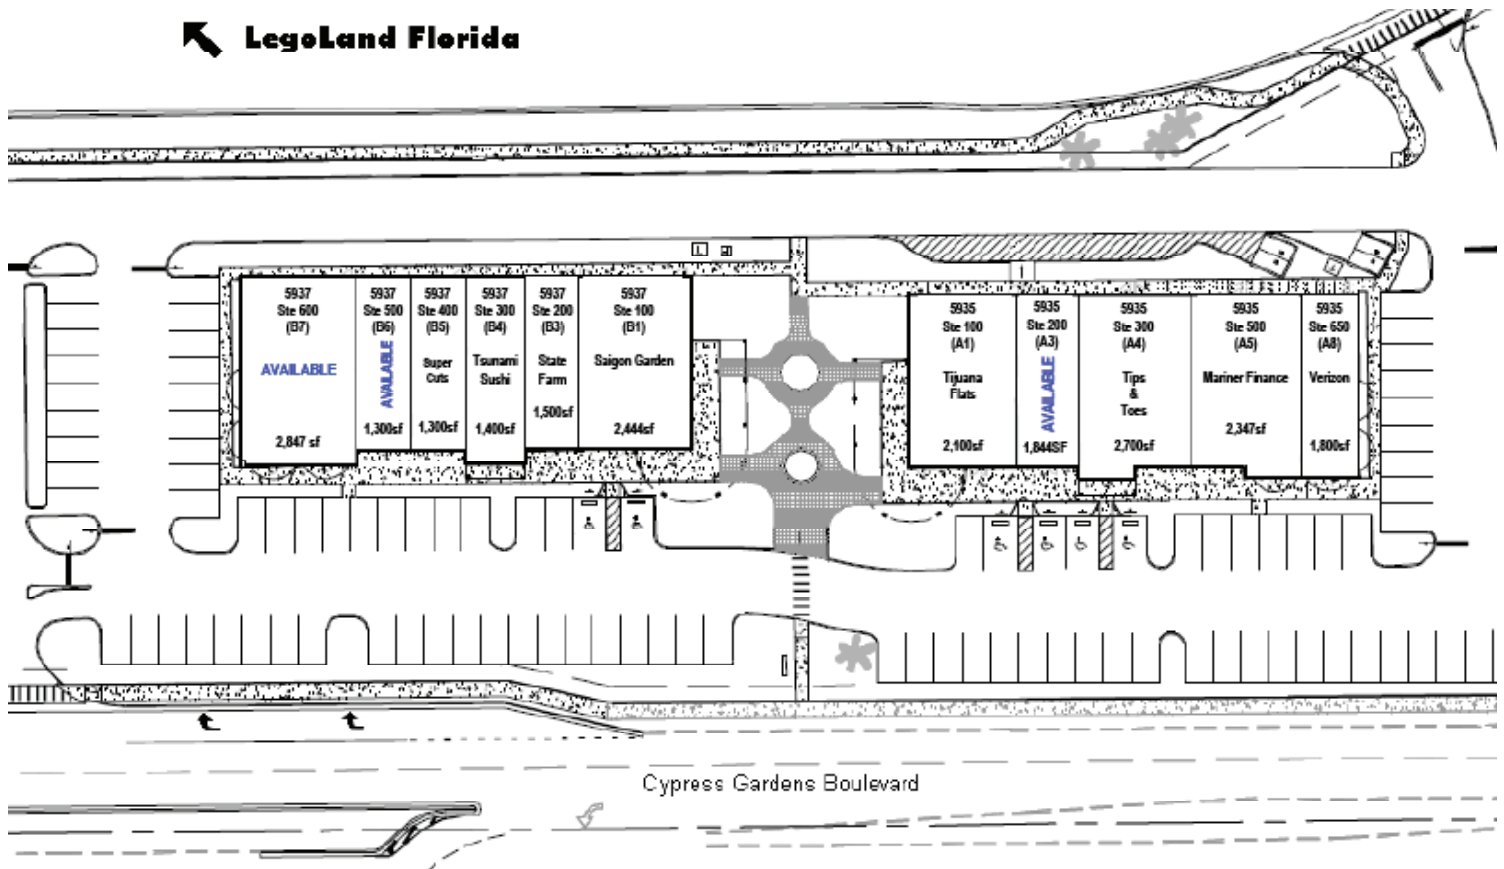 LegoLand Florida
5937
Ste 600
(B7)
AVAILABLE
2,847 sf
5937
Ste 500
(B6)
AVAILABLE
1,300sf
5937
Ste 400
(B5)
Super
Cuts
1,300sf
5937
Ste 300
(B4)
Tsunami
Sushi
1,400sf
5937
Ste 200
(B3)
State
Farm
1,500sf
5937
Ste 100
(B1)
Saigon Garden
2,444sf
5935
Ste 100
(A1)
Tijuana
Flats
2,100sf
5935
Ste 200
(A3)
AVAILABLE
1,844SF
5935
Ste 300
(A4)
Tips
&
Toes
2,700sf
5935
Ste 500
(A5)
Mariner Finance
2,347sf
5935
Ste 650
(A8)
Verizon
1,800sf
Cypress Gardens Boulevard